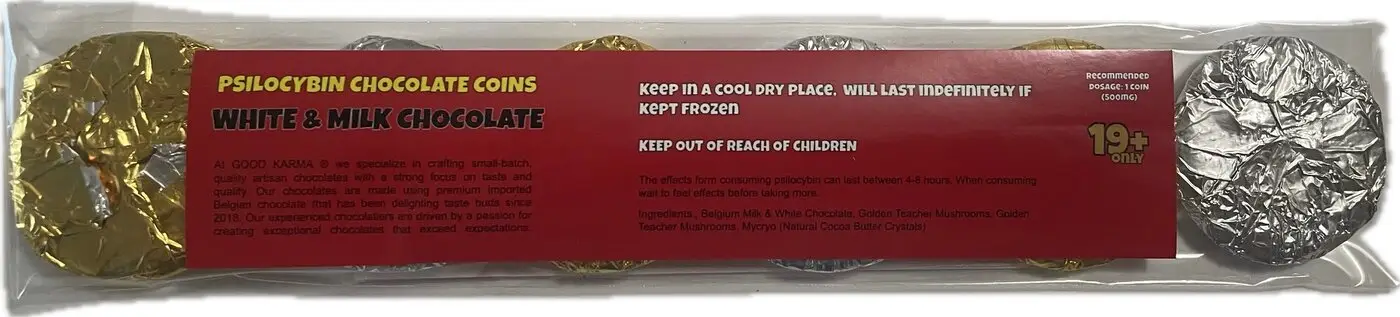 PSILOCYBIN CHOCOLATE COINS
WHITE & MILK CHOCOLATE
At GOOD KARMA ® we specialize in crafting small-batch,
quality artisan chocolates with a strong focus on taste and
quality. Our chocolates are made using premium imported
Belgian chocolate that has been delighting taste buds since
2018. Our experienced chocolatiers are driven by a passion for
creating exceptional chocolates that exceed expectations.
KEEP IN A COOL DRY PLACE. WILL LAST INDEFINITELY IF
KEPT FROZEN
KEEP OUT OF REACH OF CHILDREN
The effects form consuming psilocybin can last between 4-6 hours. When consuming
wait to feel effects before taking more.
Ingredients., Belgium Milk & White Chocolate, Golden Teacher Mushrooms, Golden
Teacher Mushrooms, Mycryo (Natural Cocoa Butter Crystals)
RECOMMENDED
DOSAGE: 1 COIN
(500MG)
19+
ONLY